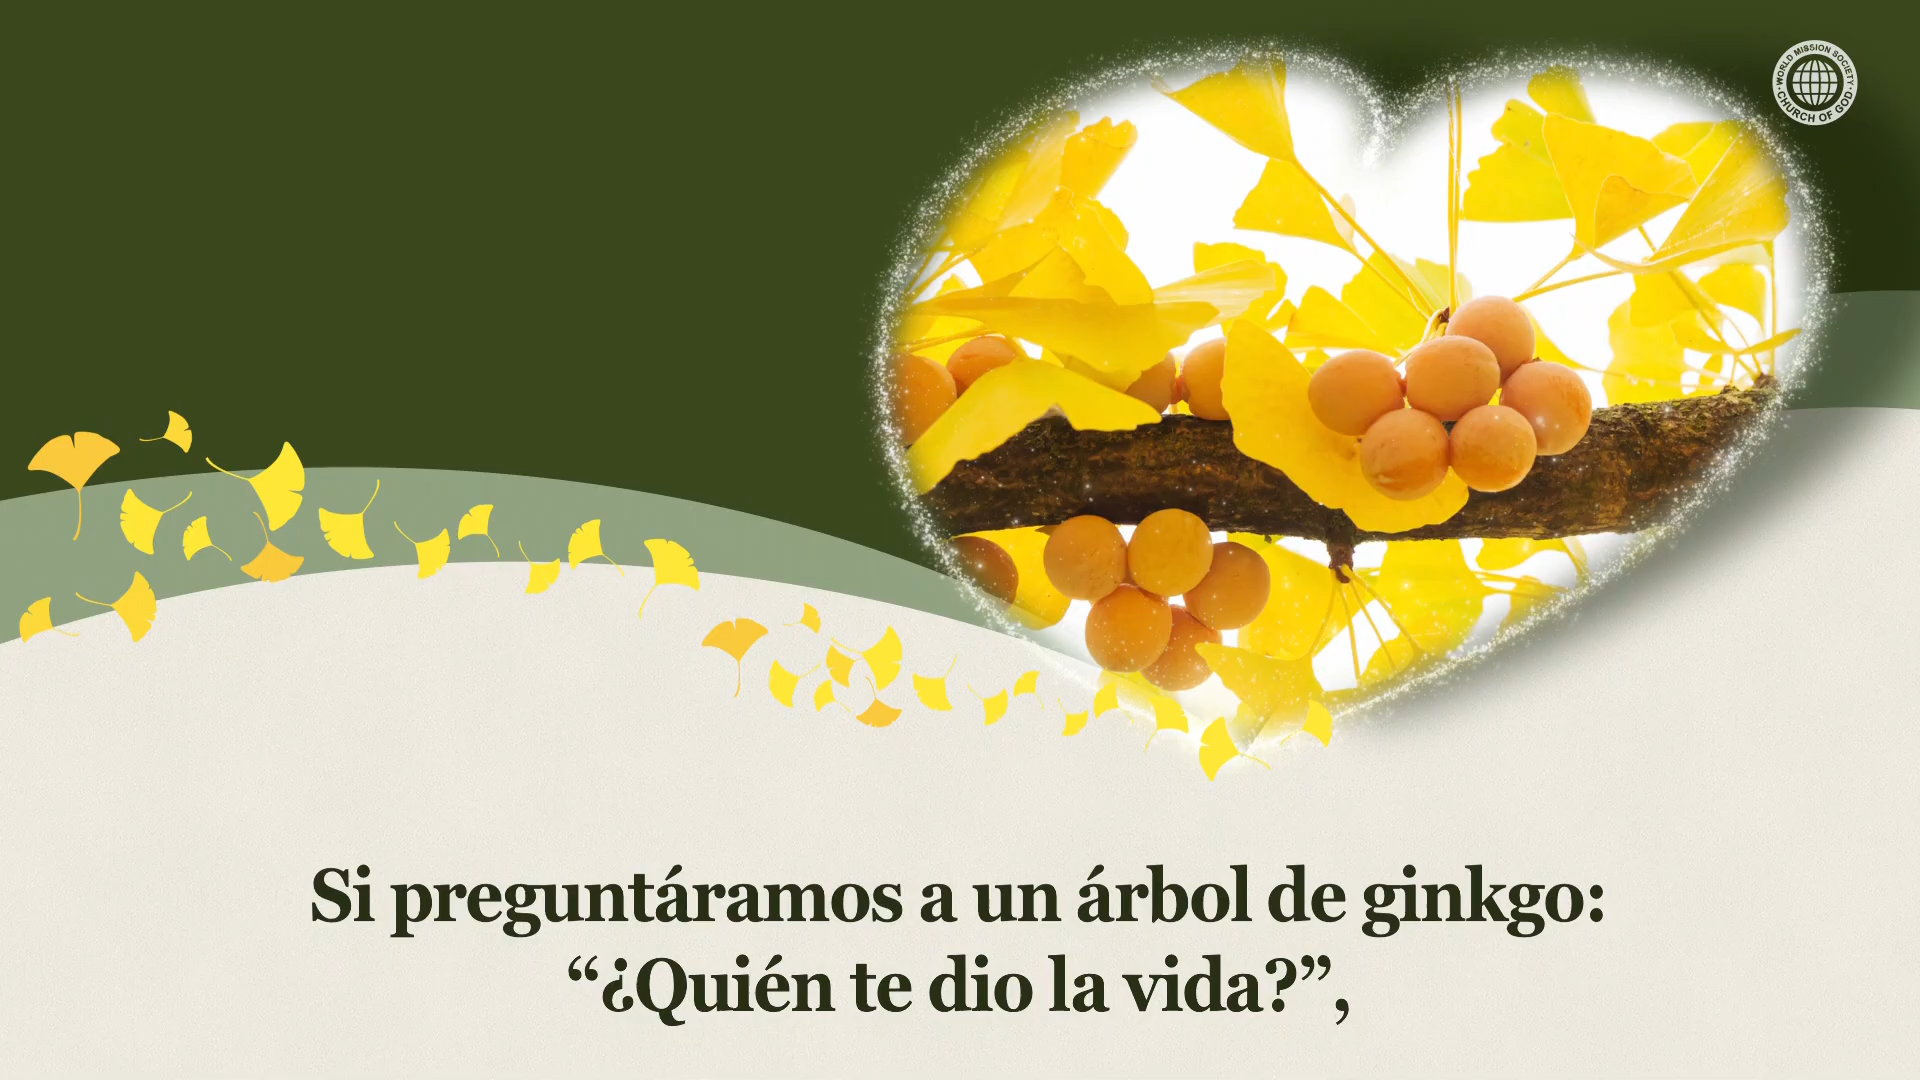 WORLD MISSION SOCIETY
CHURCH OF GOD
Si preguntáramos a un árbol de ginkgo:
“¿Quién te dio la vida?”,